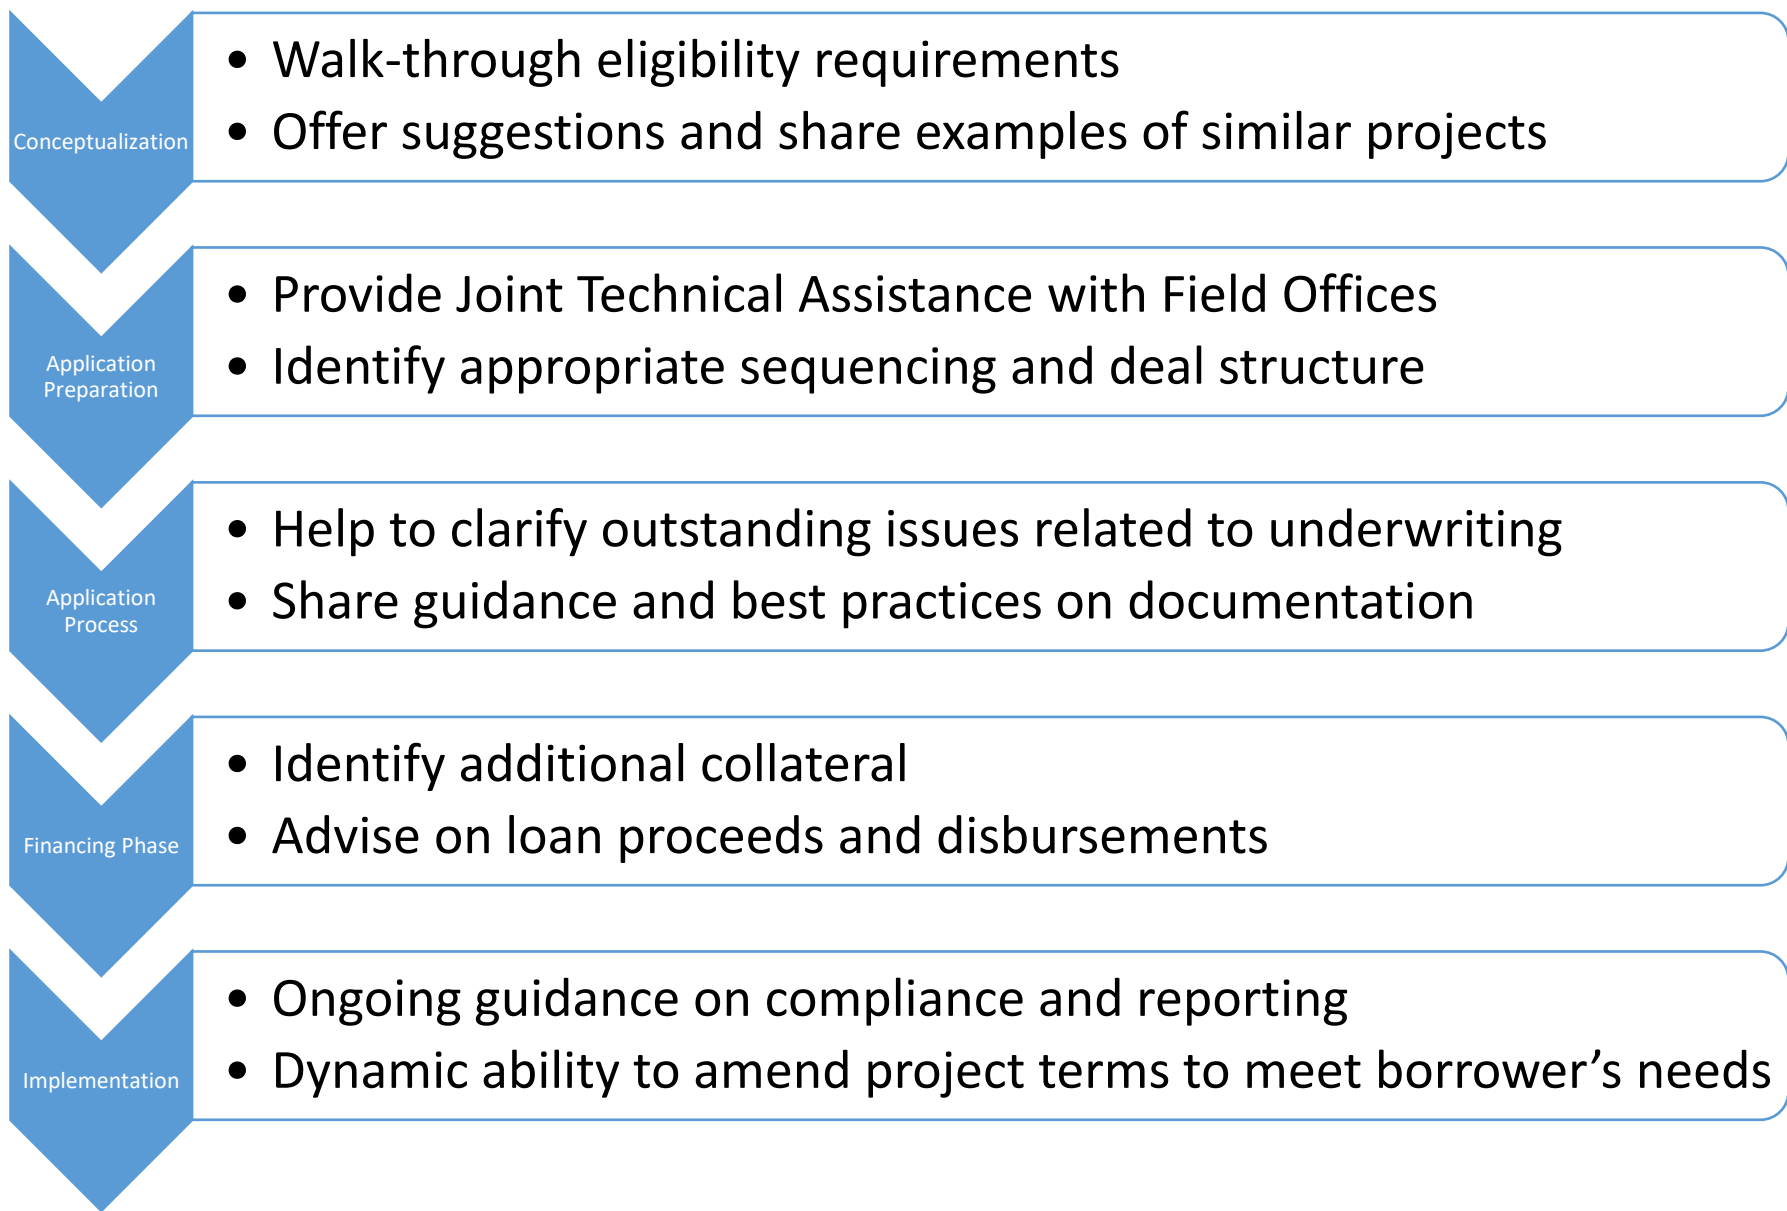 Conceptualization
• Walk-through eligibility requirements
• Offer suggestions and share examples of similar projects
Application
Preparation
• Provide Joint Technical Assistance with Field Offices
• Identify appropriate sequencing and deal structure
Application
Process
• Help to clarify outstanding issues related to underwriting
• Share guidance and best practices on documentation
Financing Phase
• Identify additional collateral
• Advise on loan proceeds and disbursements
Implementation
• Ongoing guidance on compliance and reporting
• Dynamic ability to amend project terms to meet borrower’s needs